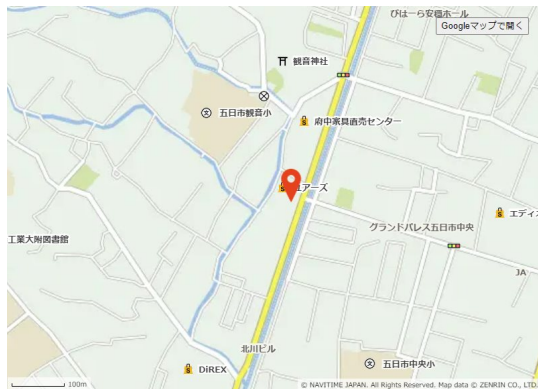 びはーら安穏ホール
Googleマップで開く
観音神社
五日市観音小
府中家具直売センター
ユアーズ
グランドパレス五日市中央
エディオ
工業大附図書館
JA
北川ビル
DiREX
五日市中央小
100m
© NAVITIME JAPAN. All Rights Reserved. Map data © ZENRIN CO., LTD.